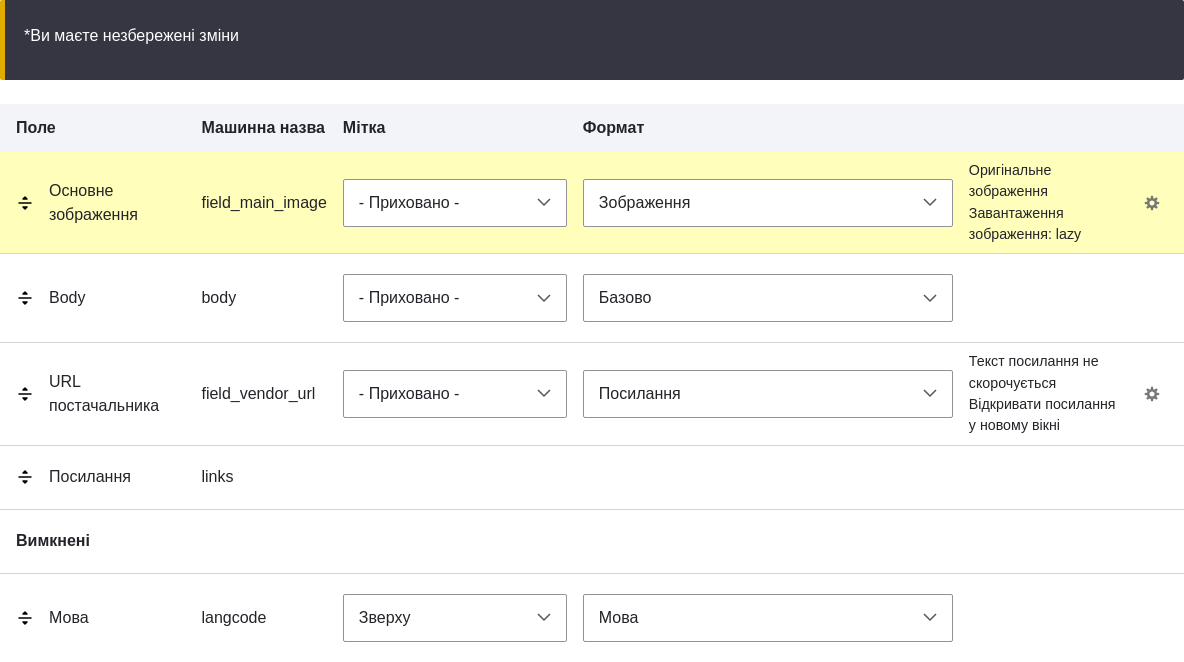 *Ви маєте незбережені зміни
Поле Машинна назва Мітка Формат
Основне
зображення
field_main_image
- Приховано -
Зображення
Оригінальне
зображення
Завантаження
зображення: lazy
Body
body
- Приховано -
Базово
URL
постачальника
field_vendor_url
- Приховано -
Посилання
Текст посилання не
скорочується
Відкривати посилання
у новому вікні
Посилання
links
Вимкнені
Мова
langcode
Зверху
Мова